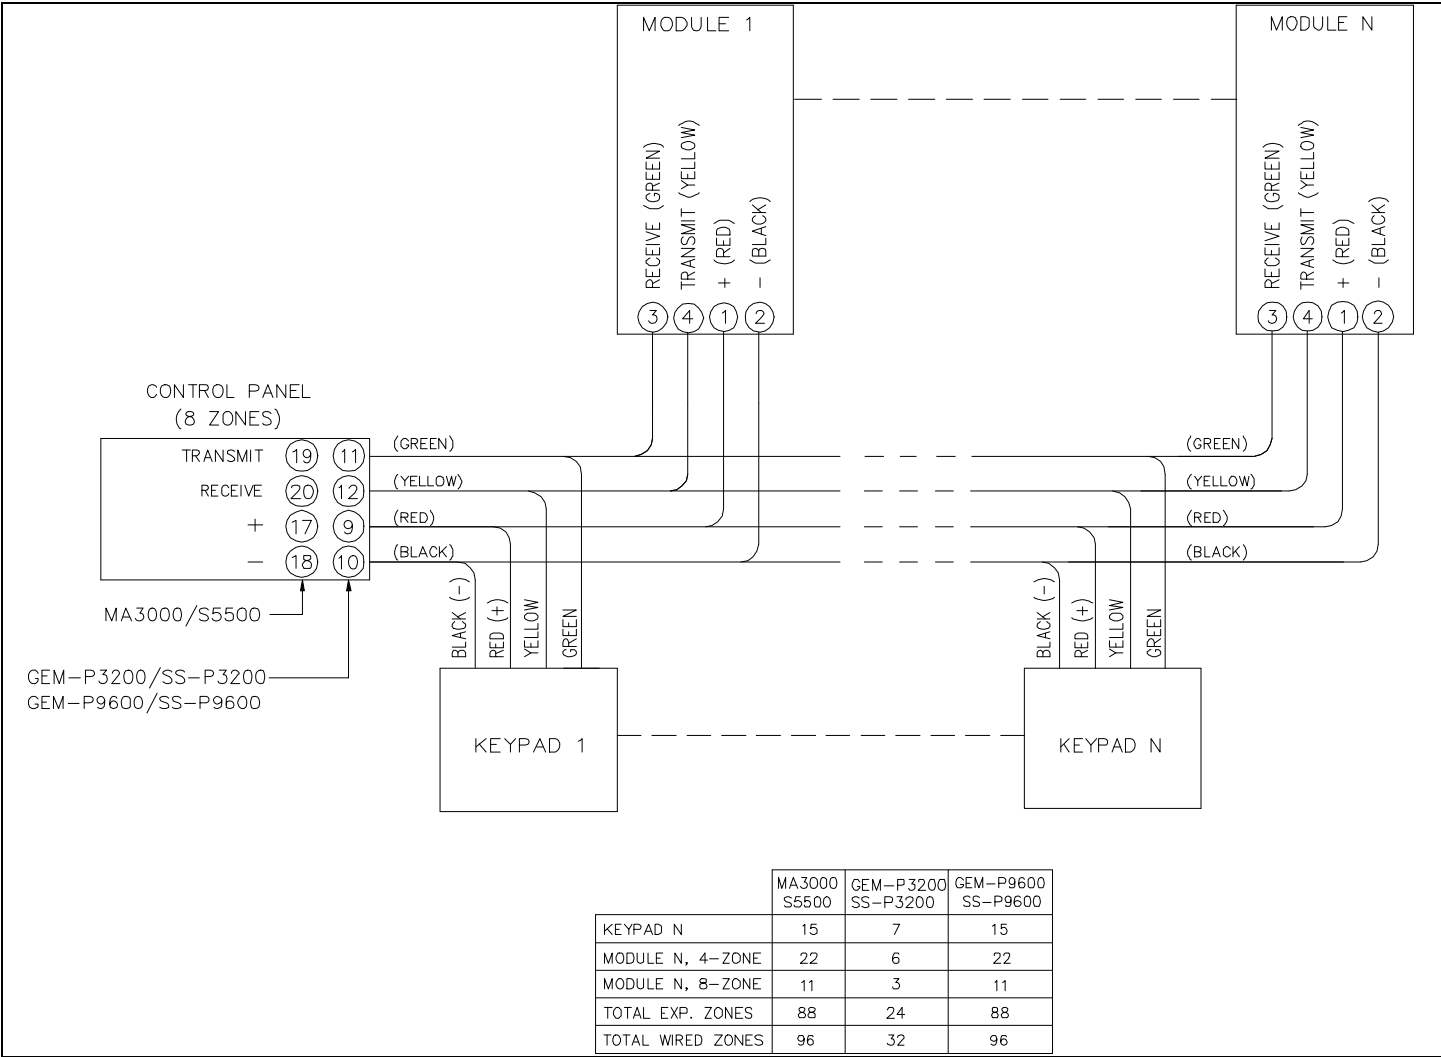 MODULE 1
MODULE N
RECEIVE (GREEN)
TRANSMIT (YELLOW)
+ (RED)
- (BLACK)
3 4 1 2
RECEIVE (GREEN)
TRANSMIT (YELLOW)
+ (RED)
- (BLACK)
3 4 1 2
CONTROL PANEL
(8 ZONES)
TRANSMIT 19 11 (GREEN) (GREEN)
RECEIVE 20 12 (YELLOW) (YELLOW)
+ 17 9 (RED) (RED)
- 18 10 (BLACK) (BLACK)
MA3000/S5500
GEM-P3200/SS-P3200
GEM-P9600/SS-P9600
BLACK (-)
RED (+)
YELLOW
GREEN
BLACK (-)
RED (+)
YELLOW
GREEN
KEYPAD 1
KEYPAD N
MA3000 GEM-P3200 GEM-P9600
S5500 SS-P3200 SS-P9600
KEYPAD N 15 7 15
MODULE N, 4-ZONE 22 6 22
MODULE N, 8-ZONE 11 3 11
TOTAL EXP. ZONES 88 24 88
TOTAL WIRED ZONES 96 32 96